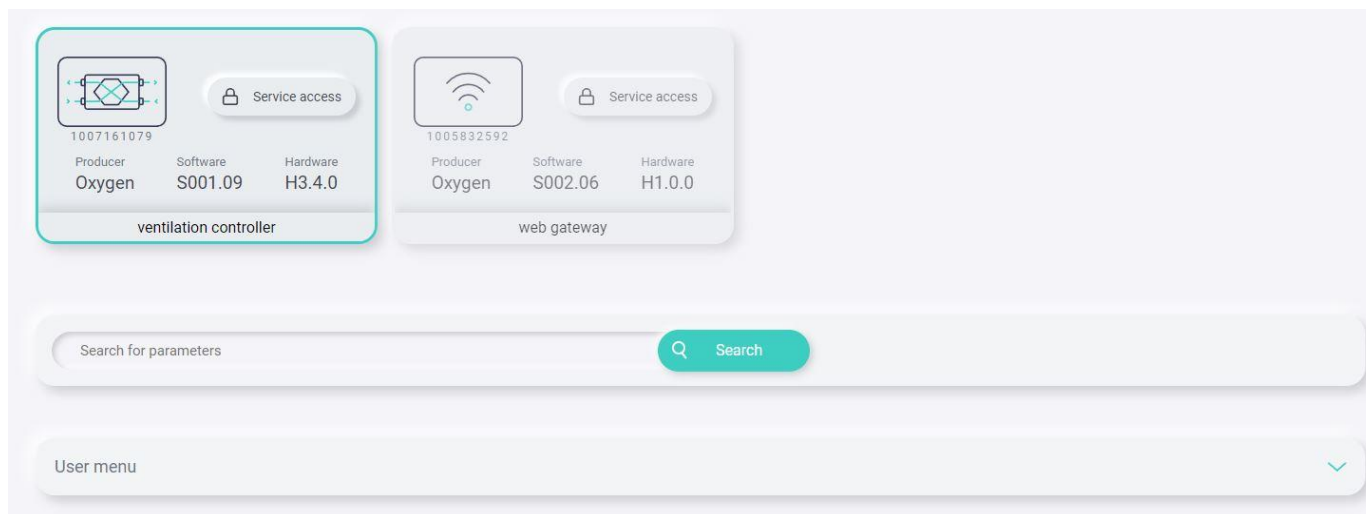 Service access
1007161079
Producer Software Hardware
Oxygen S001.09 H3.4.0
ventilation controller
Service access
1005832592
Producer Software Hardware
Oxygen S002.06 H1.0.0
web gateway
Search for parameters
Search
User menu